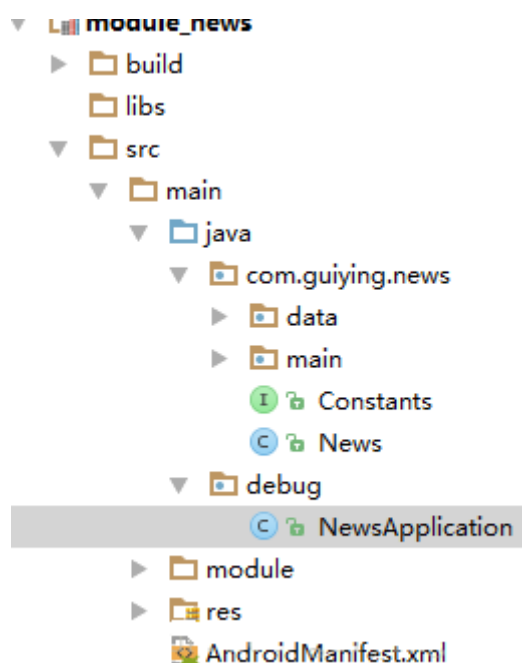 module_news
build
libs
src
main
java
com.guiying.news
data
main
I Constants
C News
debug
C NewsApplication
module
res
AndroidManifest.xml